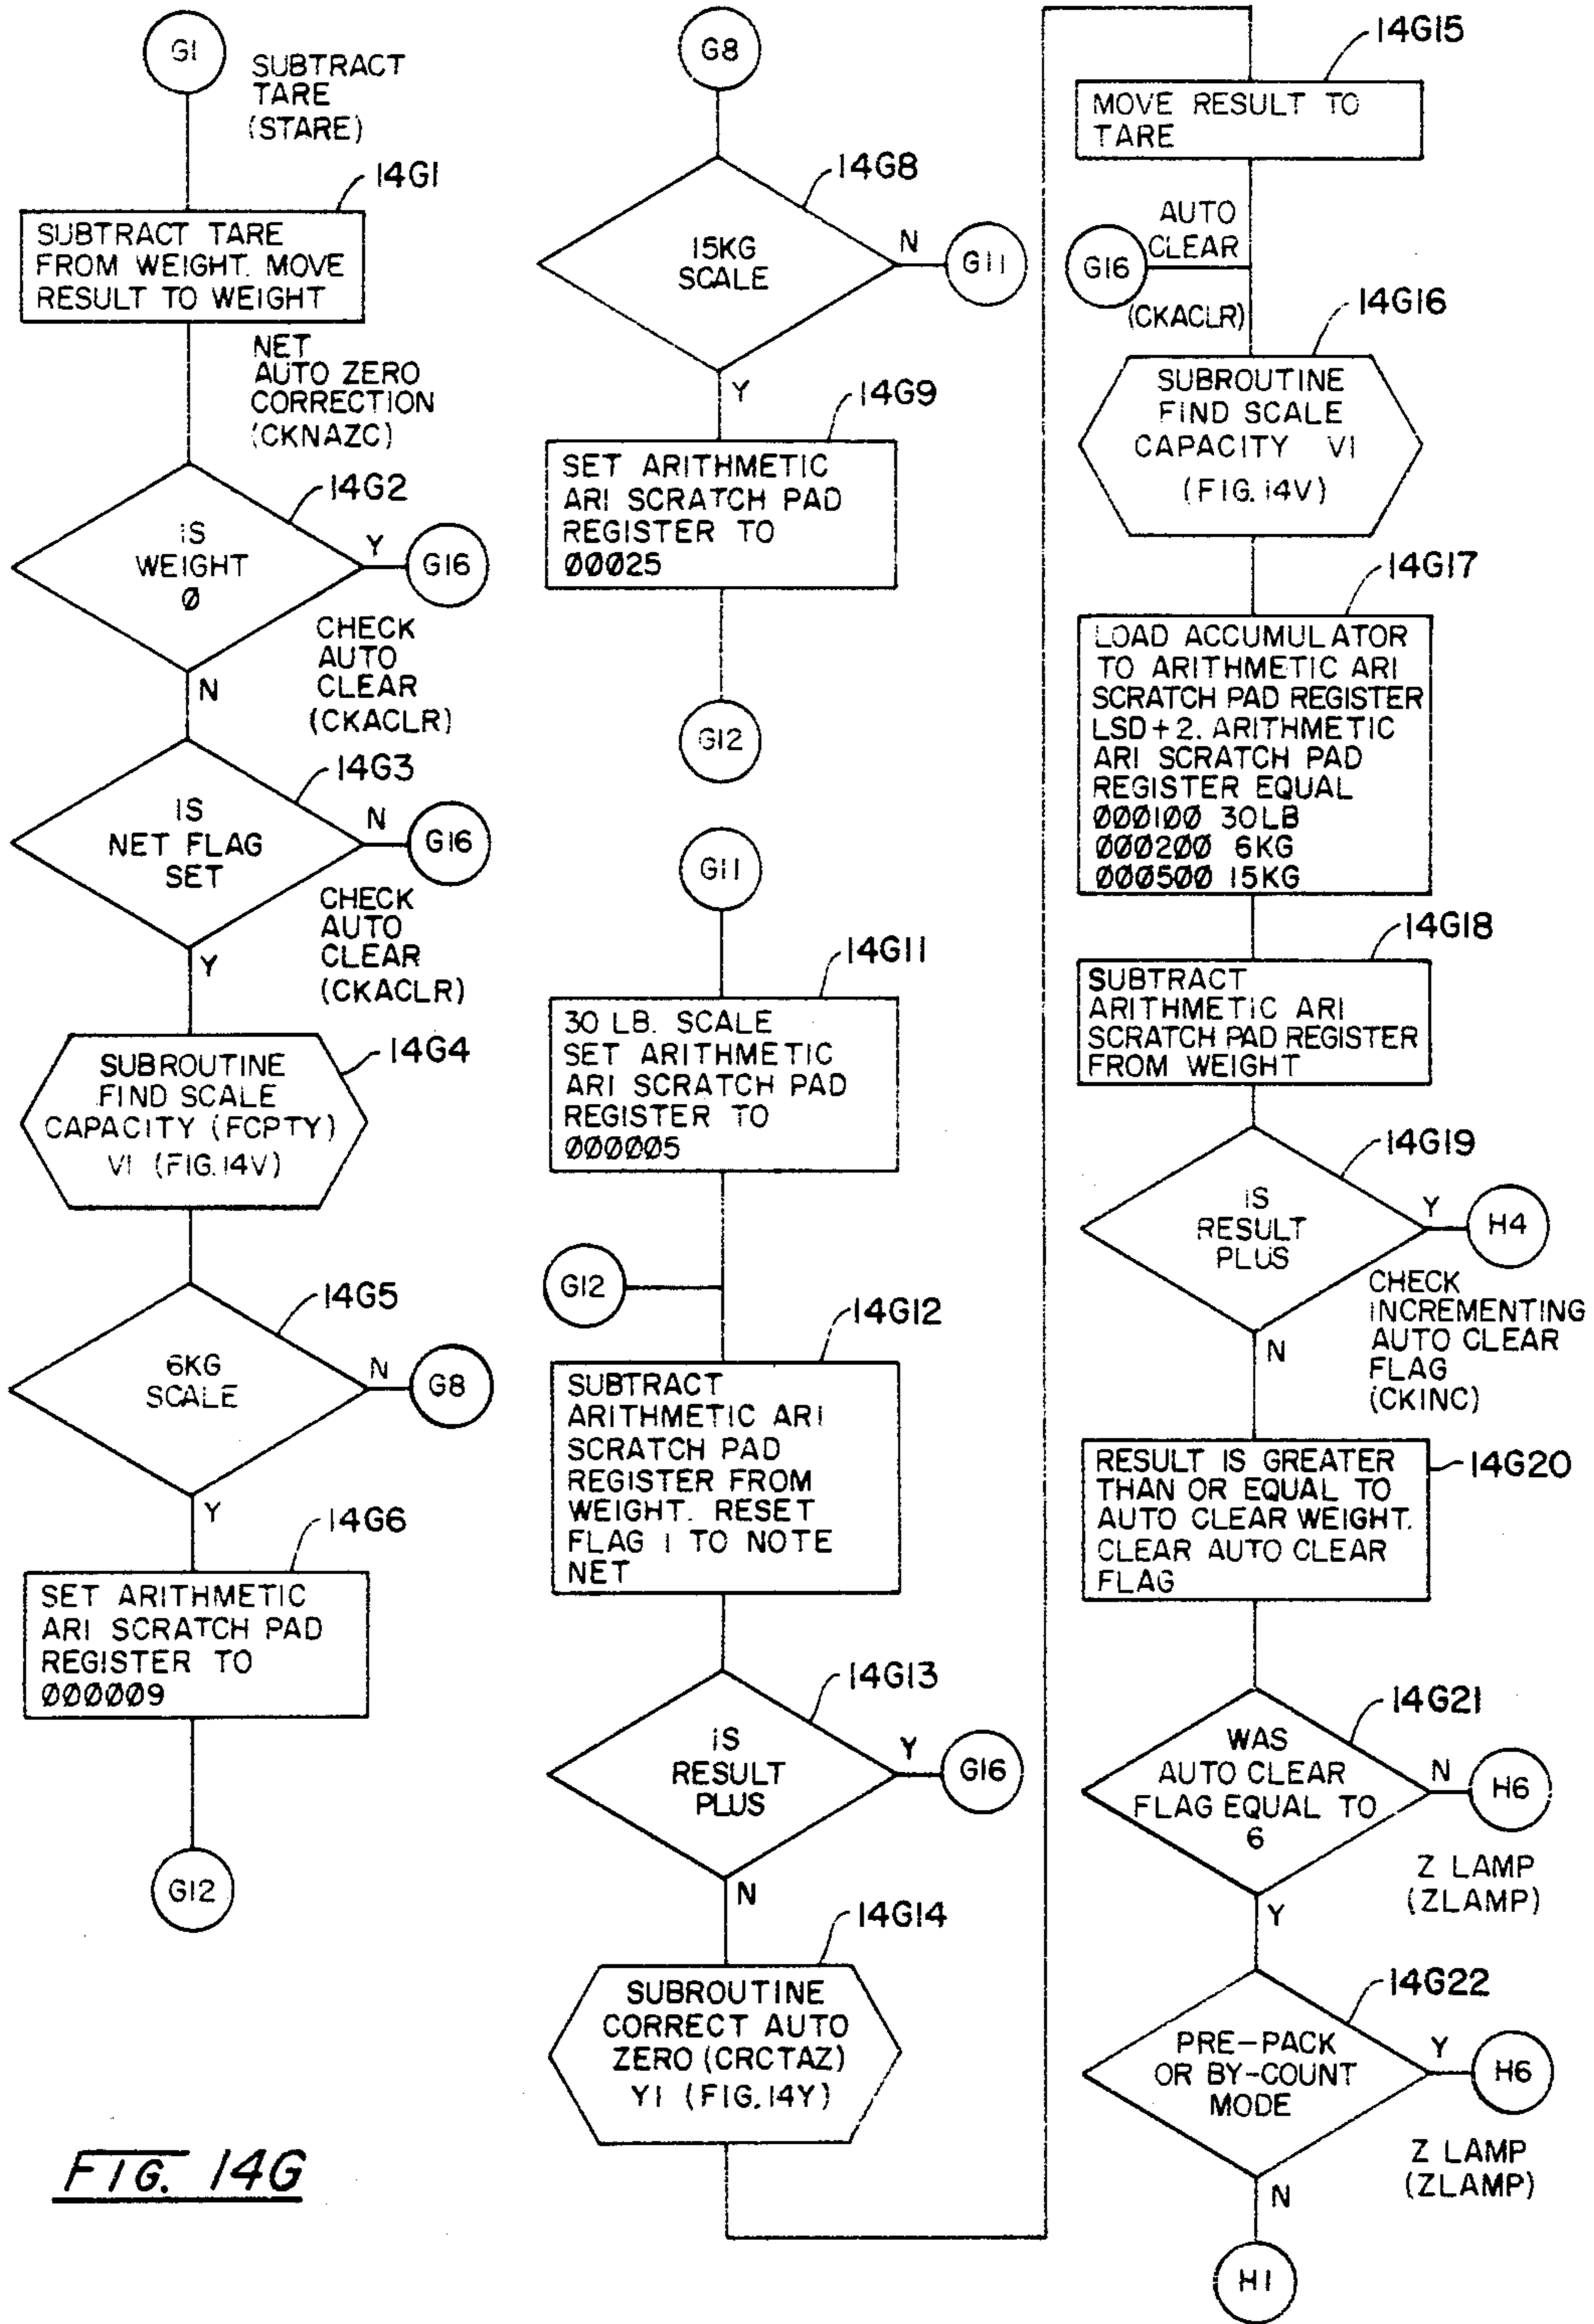 G1
SUBTRACT
TARE
(STARE)
14G1
SUBTRACT TARE
FROM WEIGHT. MOVE
RESULT TO WEIGHT
NET
AUTO ZERO
CORRECTION
(CKNAZC)
14G2
IS
WEIGHT
Ø
Y
G16
CHECK
AUTO
CLEAR
(CKACLR)
N
14G3
IS
NET FLAG
SET
N
G16
CHECK
AUTO
CLEAR
(CKACLR)
Y
14G4
SUBROUTINE
FIND SCALE
CAPACITY (FCPTY)
V1 (FIG. 14V)
14G5
6KG
SCALE
N
G8
Y
14G6
SET ARITHMETIC
AR1 SCRATCH PAD
REGISTER TO
ØØØØØ9
G12
G8
14G8
15KG
SCALE
N
G11
Y
14G9
SET ARITHMETIC
AR1 SCRATCH PAD
REGISTER TO
ØØØ25
G12
G11
14G11
30 LB. SCALE
SET ARITHMETIC
AR1 SCRATCH PAD
REGISTER TO
ØØØØØ5
G12
14G12
SUBTRACT
ARITHMETIC AR1
SCRATCH PAD
REGISTER FROM
WEIGHT. RESET
FLAG 1 TO NOTE
NET
14G13
IS
RESULT
PLUS
Y
G16
N
14G14
SUBROUTINE
CORRECT AUTO
ZERO (CRCTAZ)
Y1 (FIG. 14Y)
14G15
MOVE RESULT TO
TARE
AUTO
CLEAR
G16
(CKACLR)
14G16
SUBROUTINE
FIND SCALE
CAPACITY V1
(FIG. 14V)
14G17
LOAD ACCUMULATOR
TO ARITHMETIC AR1
SCRATCH PAD REGISTER
LSD+2. ARITHMETIC
AR1 SCRATCH PAD
REGISTER EQUAL
ØØØ1ØØ 30LB
ØØØ2ØØ 6KG
ØØØ5ØØ 15KG
14G18
SUBTRACT
ARITHMETIC AR1
SCRATCH PAD REGISTER
FROM WEIGHT
14G19
IS
RESULT
PLUS
Y
H4
CHECK
INCREMENTING
AUTO CLEAR
FLAG
(CKINC)
N
14G20
RESULT IS GREATER
THAN OR EQUAL TO
AUTO CLEAR WEIGHT.
CLEAR AUTO CLEAR
FLAG
14G21
WAS
AUTO CLEAR
FLAG EQUAL TO
6
N
H6
Z LAMP
(ZLAMP)
Y
14G22
PRE-PACK
OR BY-COUNT
MODE
Y
H6
Z LAMP
(ZLAMP)
N
H1
FIG. 14G